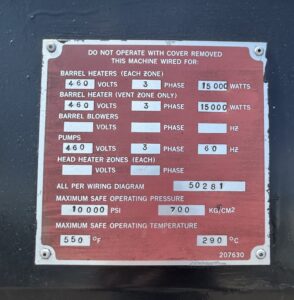 DO NOT OPERATE WITH COVER REMOVED
THIS MACHINE WIRED FOR:
BARREL HEATERS (EACH ZONE)
460 VOLTS 3 PHASE 15000 WATTS
BARREL HEATER (VENT ZONE ONLY)
460 VOLTS 3 PHASE 15000 WATTS
BARREL BLOWERS
VOLTS PHASE HZ
PUMPS
460 VOLTS 3 PHASE 60 HZ
HEAD HEATER ZONES (EACH)
VOLTS PHASE
ALL PER WIRING DIAGRAM 50281
MAXIMUM SAFE OPERATING PRESSURE
10000 PSI 700 KG/CM2
MAXIMUM SAFE OPERATING TEMPERATURE
550 °F 290 °C
207630